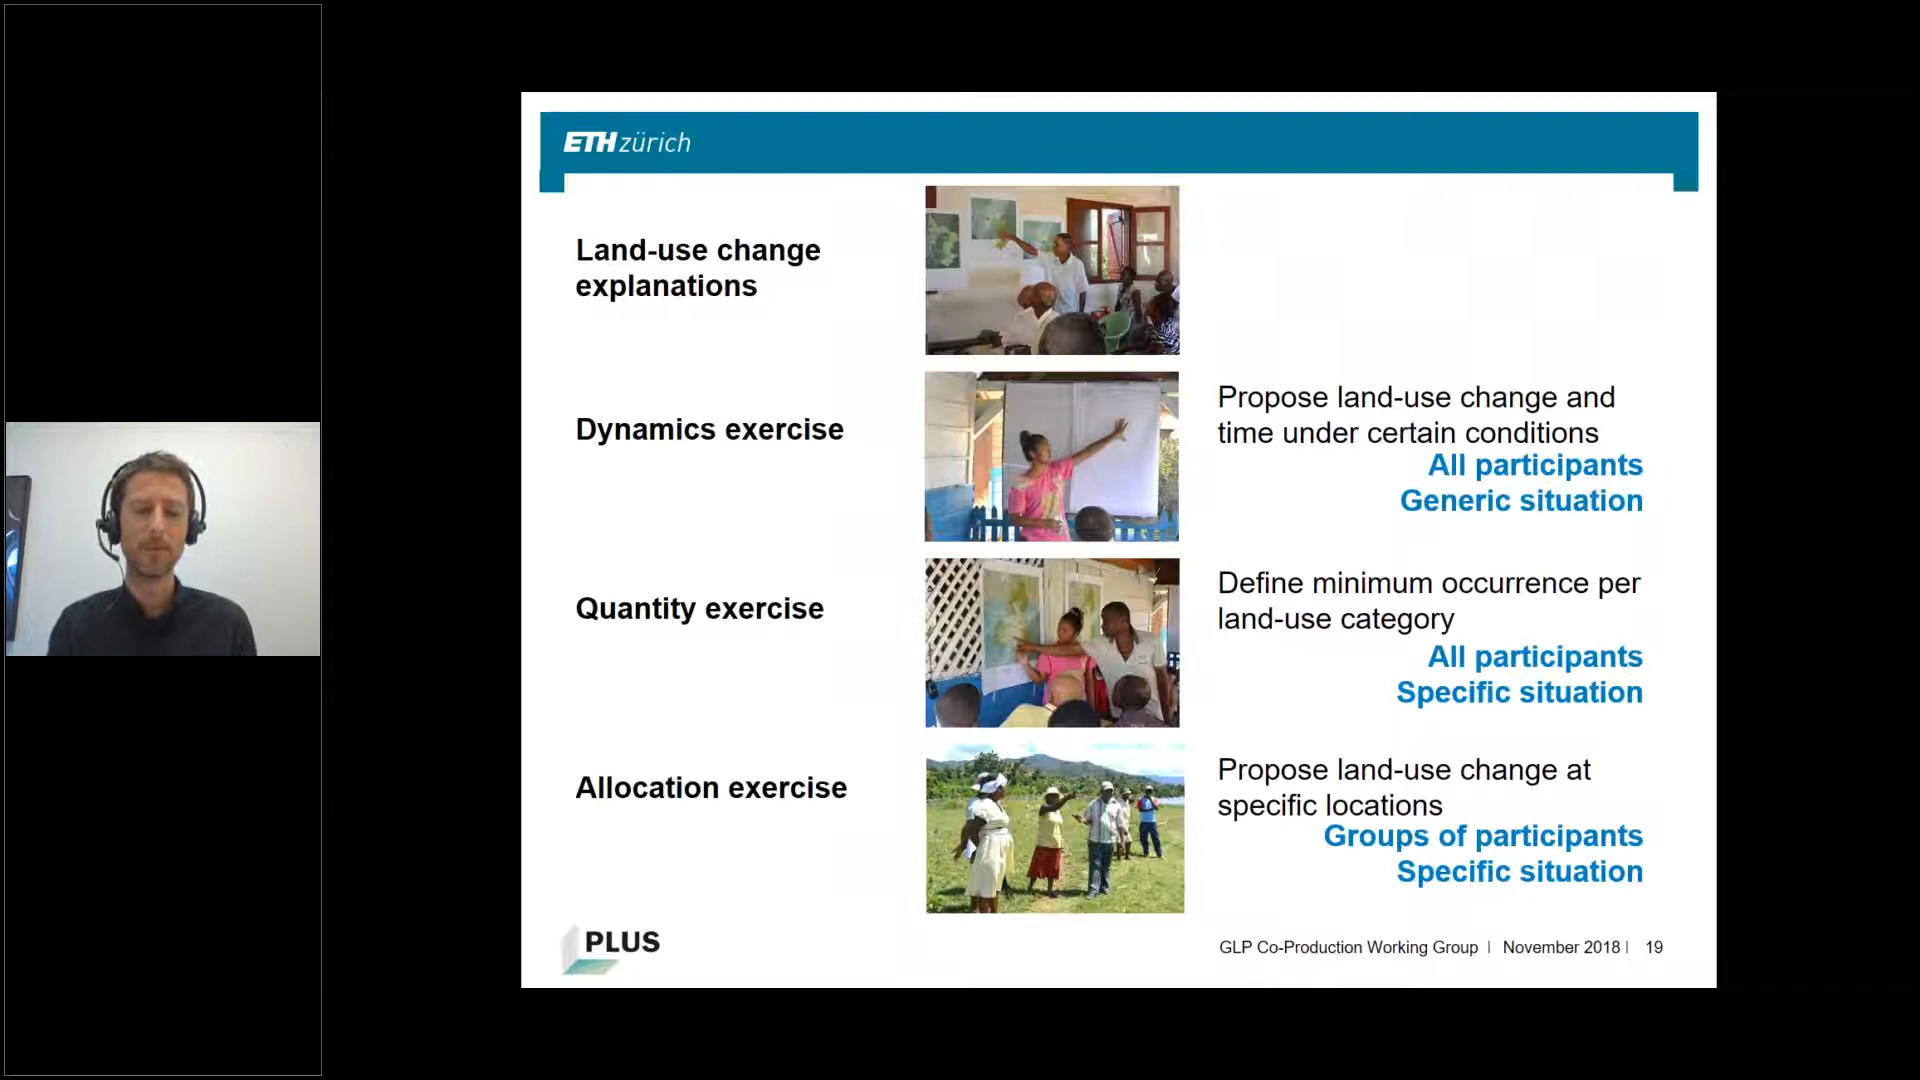 ETH zürich
Land-use change
explanations
Dynamics exercise
Propose land-use change and
time under certain conditions
All participants
Generic situation
Quantity exercise
Define minimum occurrence per
land-use category
All participants
Specific situation
Allocation exercise
Propose land-use change at
specific locations
Groups of participants
Specific situation
PLUS
GLP Co-Production Working Group | November 2018 | 19